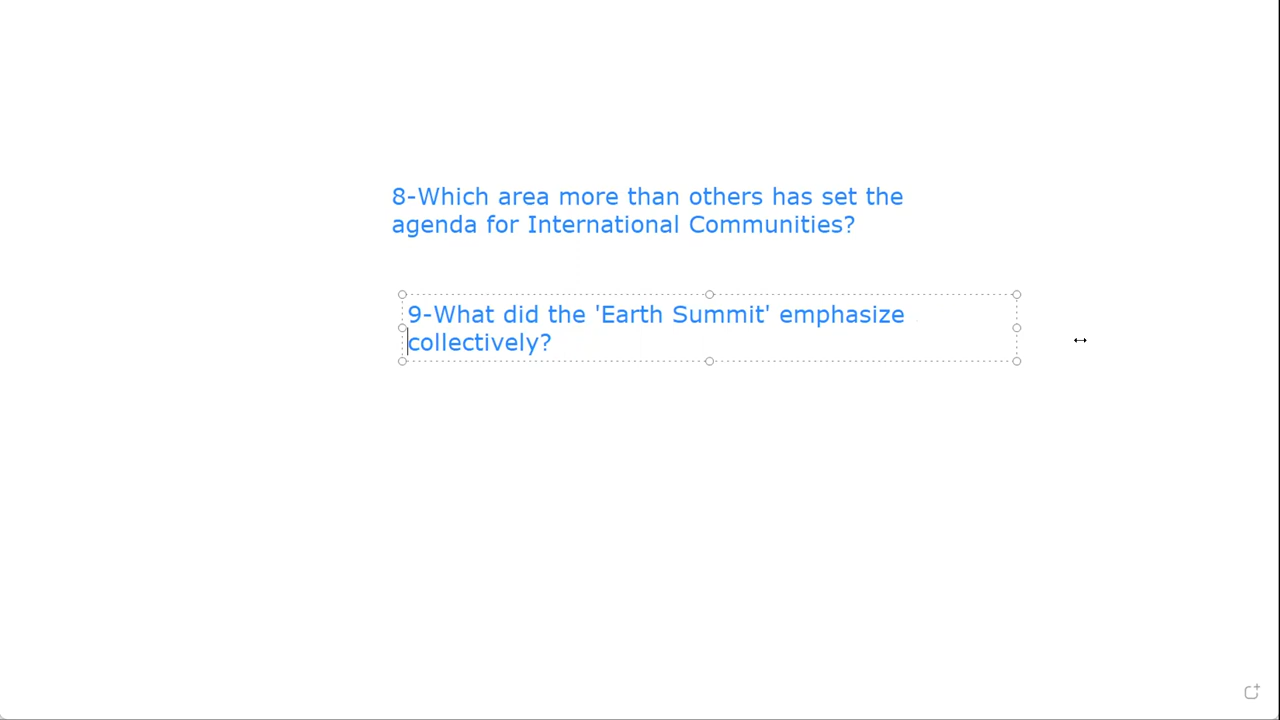 8-Which area more than others has set the
agenda for International Communities?
9-What did the 'Earth Summit' emphasize
collectively?